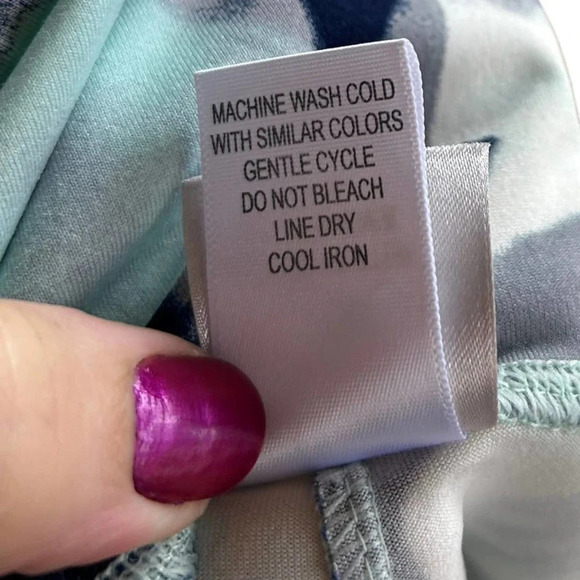 MACHINE WASH COLD
WITH SIMILAR COLORS
GENTLE CYCLE
DO NOT BLEACH
LINE DRY
COOL IRON